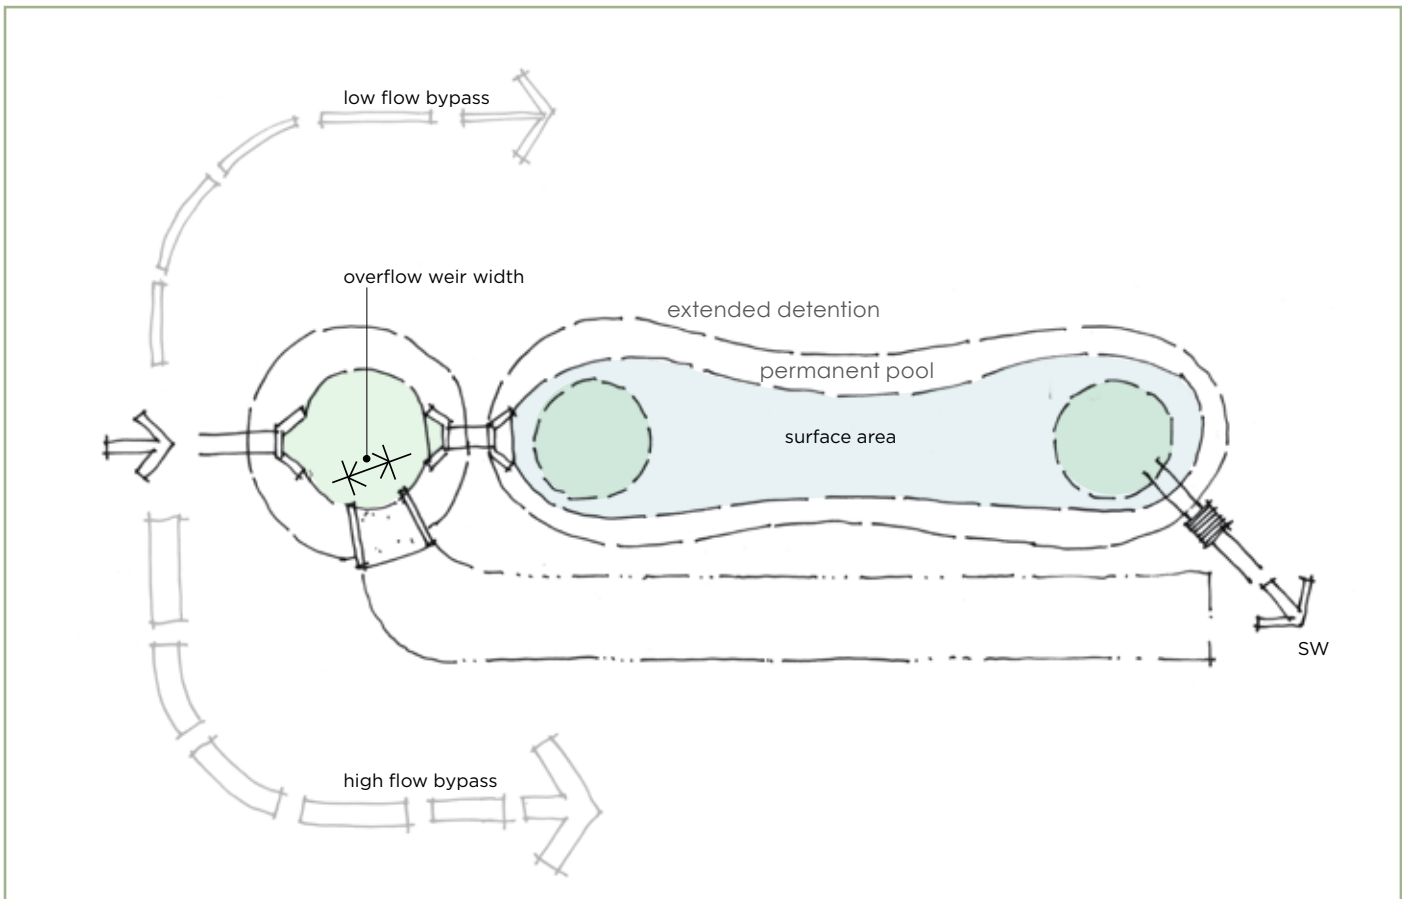 low flow bypass
overflow weir width
extended detention
permanent pool
surface area
SW
high flow bypass